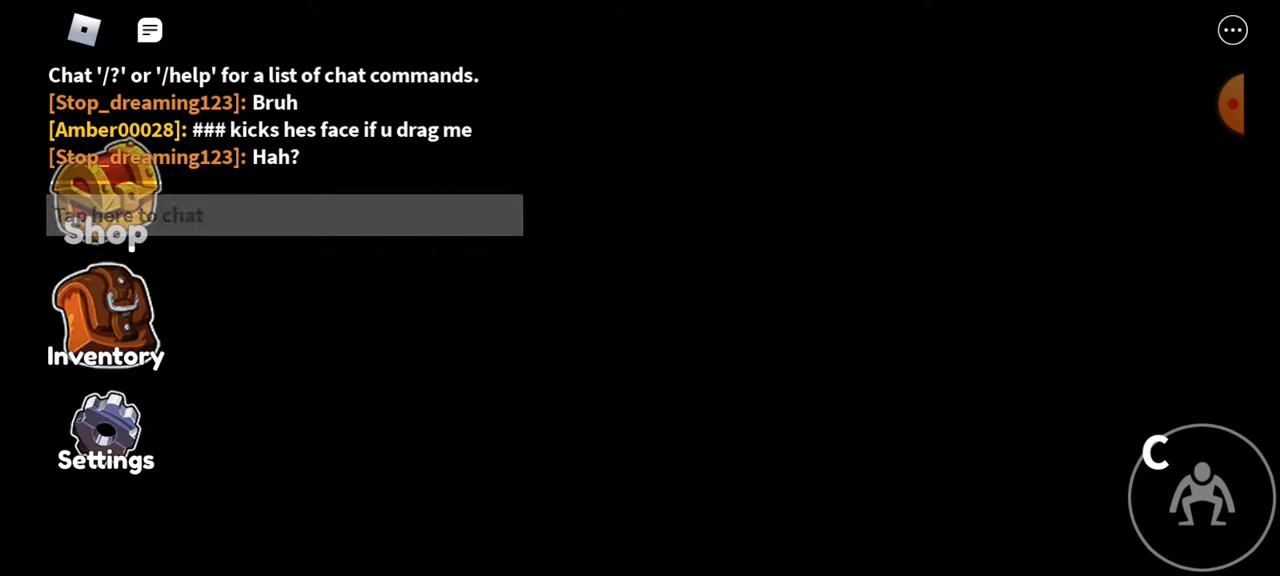 Chat '/?' or '/help' for a list of chat commands.
[Stop_dreaming123]: Bruh
[Amber00028]: ### kicks hes face if u drag me
[Stop_dreaming123]: Hah?
Tap here to chat
Shop
Inventory
Settings
C